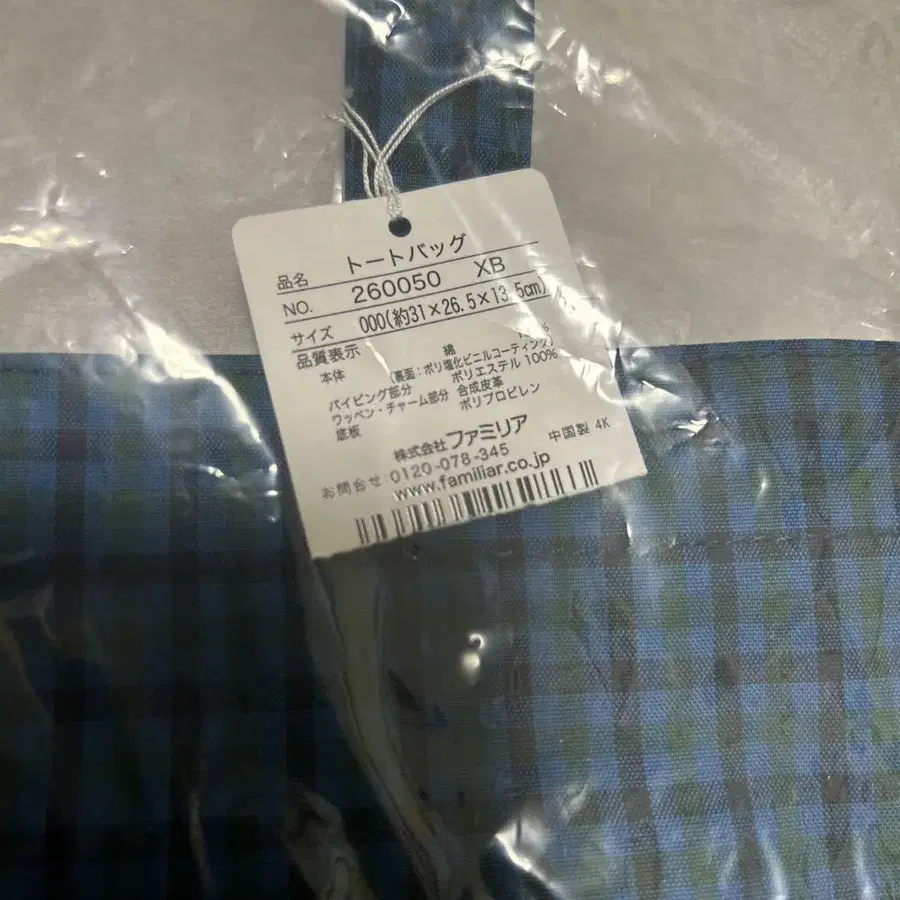 品名 トートバッグ
NO. 260050 XB
サイズ 000(約31×26.5×13.5cm)
品質表示
本体 綿
(裏面:ポリ塩化ビニルコーティング)
パイピング部分 ポリエステル 100%
ワッペン・チャーム部分 合成皮革
底板 ポリプロピレン
株式会社ファミリア 中国製 4K
お問合せ:0120-078-345
www.familiar.co.jp